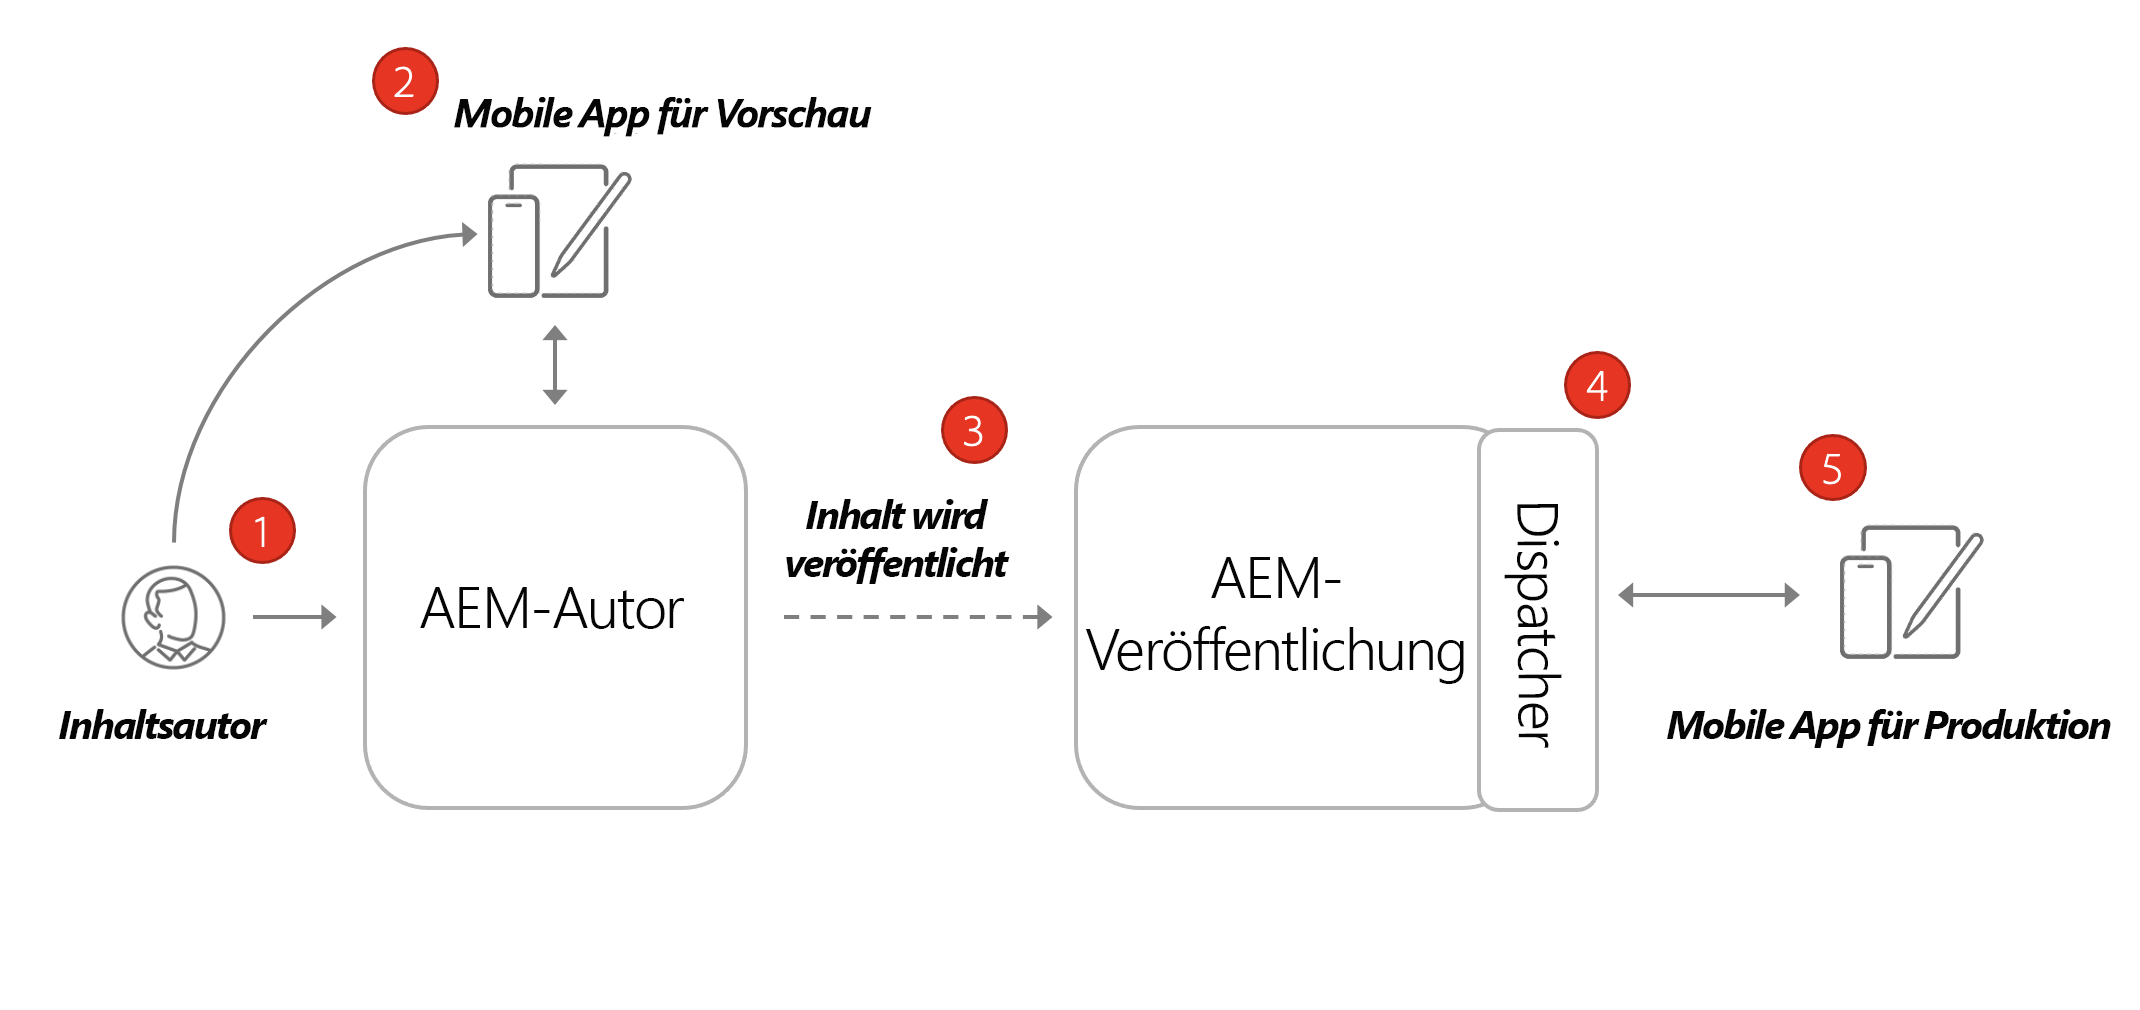 2
Mobile App für Vorschau
1
Inhaltsautor
AEM-Autor
3
Inhalt wird
veröffentlicht
AEM-
Veröffentlichung
4
Dispatcher
5
Mobile App für Produktion